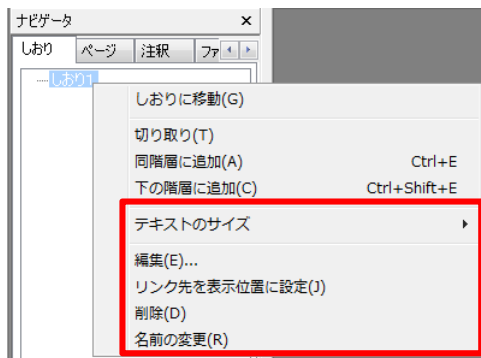 ナビゲータ ×
しおり ページ 注釈 ファ
しおり1
しおりに移動(G)
切り取り(T)
同階層に追加(A) Ctrl+E
下の階層に追加(C) Ctrl+Shift+E
テキストのサイズ
編集(E)...
リンク先を表示位置に設定(J)
削除(D)
名前の変更(R)